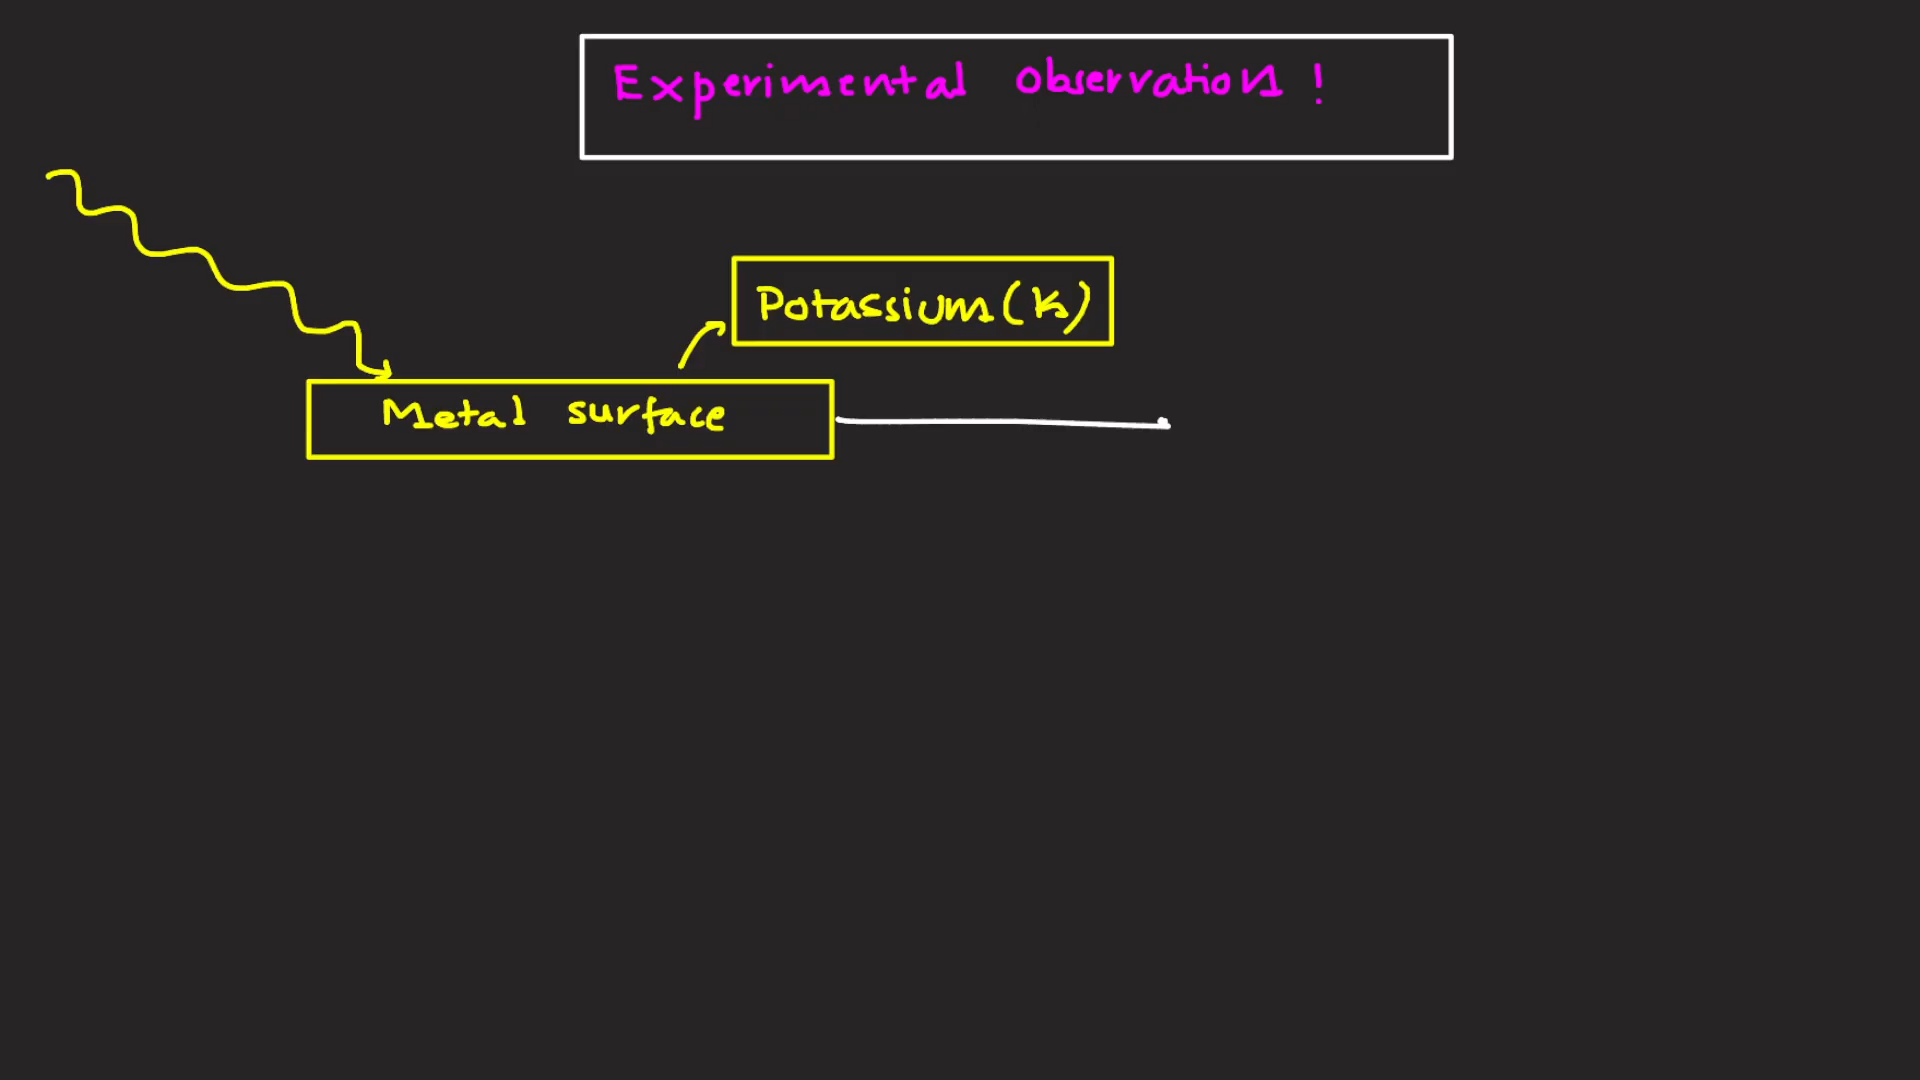 Experimental Observation !
Potassium (K)
Metal surface